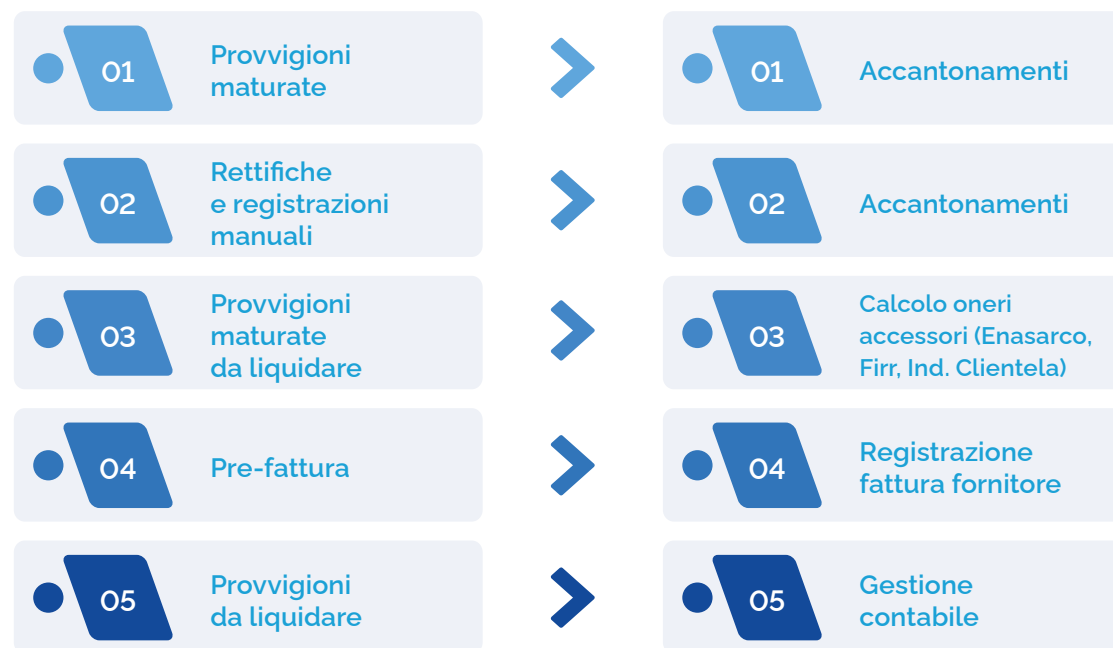 01
Provvigioni
maturate
01
Accantonamenti
02
Rettifiche
e registrazioni
manuali
02
Accantonamenti
03
Provvigioni
maturate
da liquidare
03
Calcolo oneri
accessori (Enasarco,
Firr, Ind. Clientela)
04
Pre-fattura
04
Registrazione
fattura fornitore
05
Provvigioni
da liquidare
05
Gestione
contabile